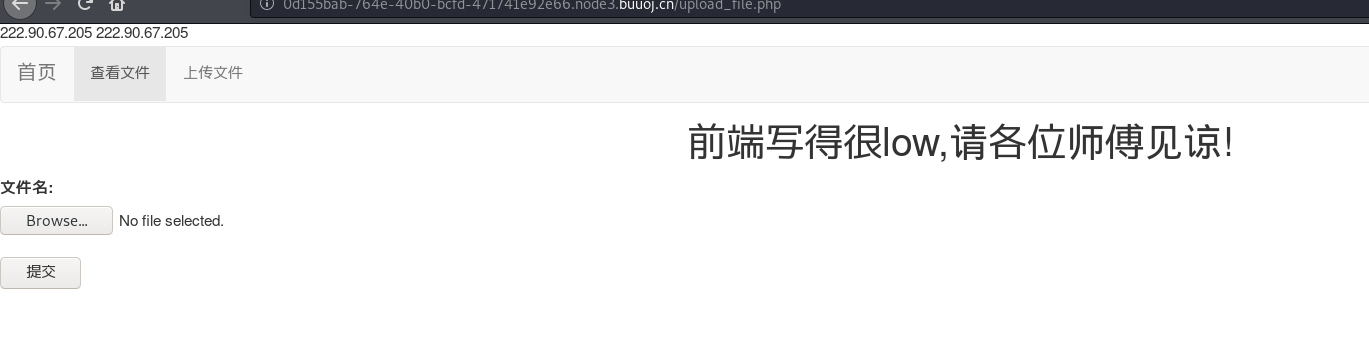 0d155bab-764e-40b0-bcfd-471741e92e66.node3.buuoj.cn/upload_file.php
222.90.67.205 222.90.67.205
首页 查看文件 上传文件
前端写得很low,请各位师傅见谅!
文件名:
Browse... No file selected.
提交